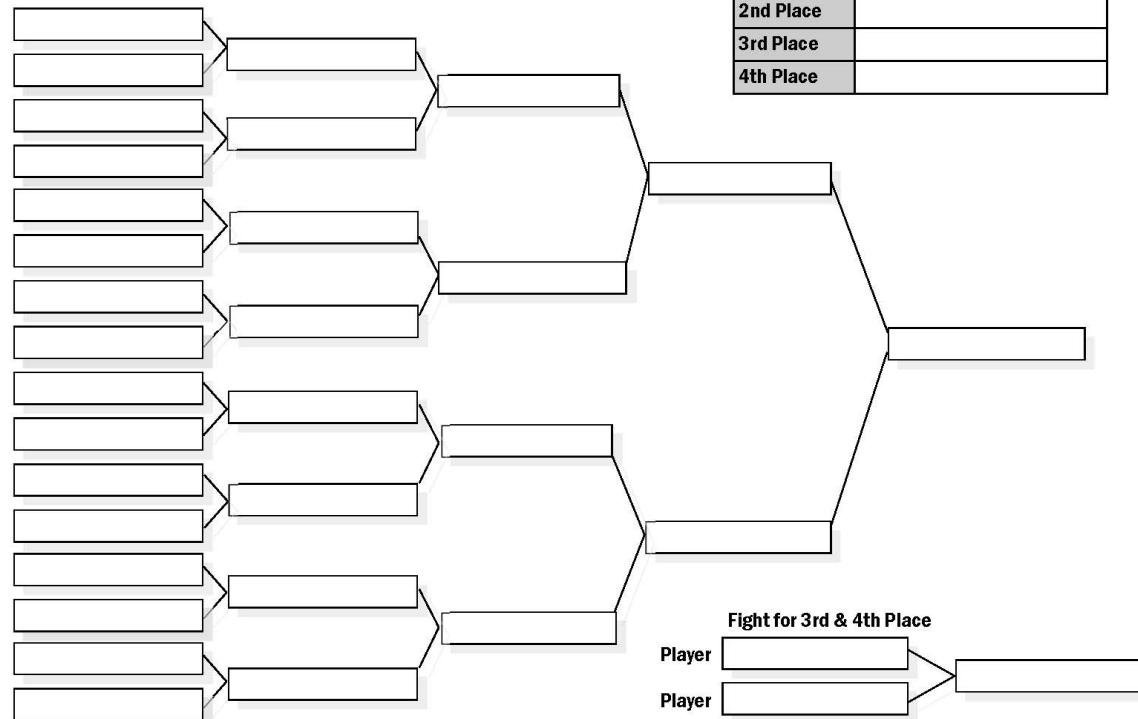 2nd Place
3rd Place
4th Place
Fight for 3rd & 4th Place
Player
Player